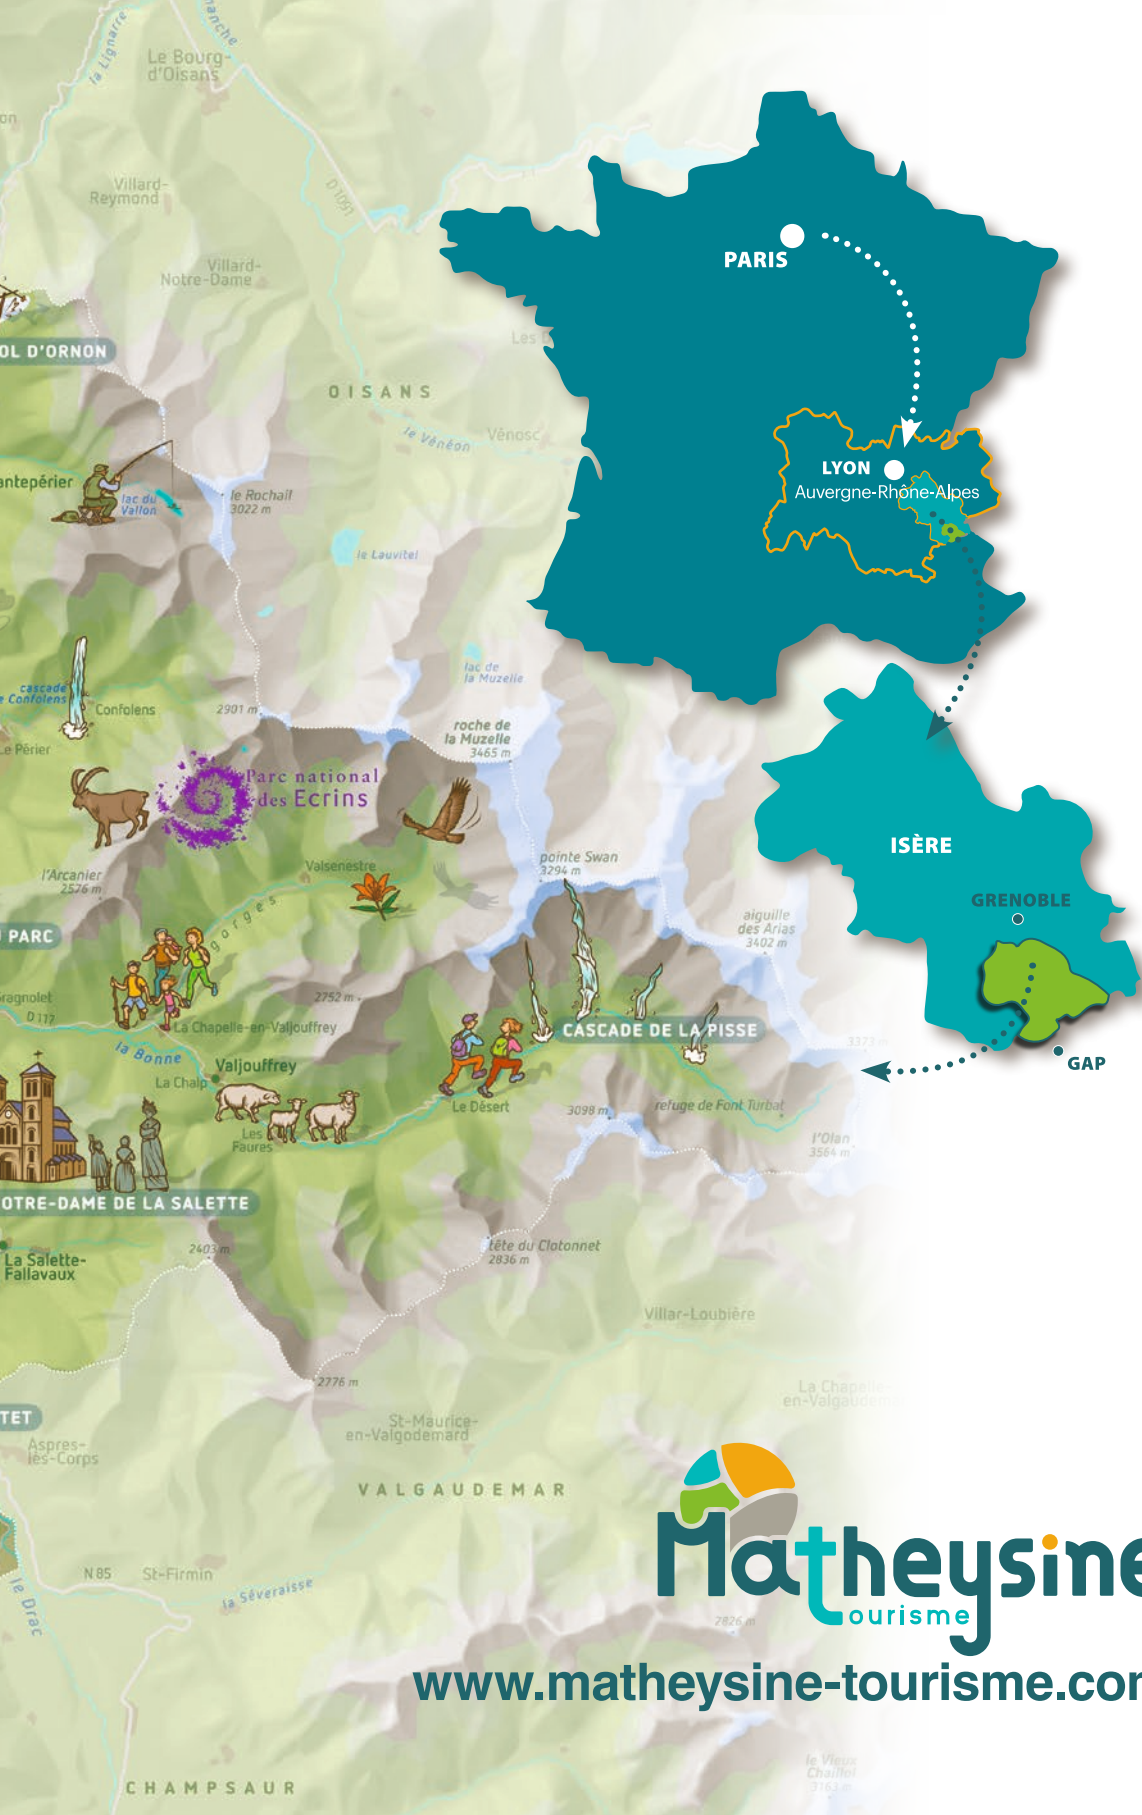 la Lignarre
Le Bourg-
d'Oisans
Villard-
Reymond
D 1091
Villard-
Notre-Dame
OL D'ORNON
OISANS
le Vénéon
Vénosc
antepérier
lac du
Vallon
le Rochail
3022 m
le Lauvitel
lac de
la Muzelle
cascade
e Confolens
Confolens
2901 m
roche de
la Muzelle
3465 m
Le Périer
Parc national
des Ecrins
l'Arcanier
2576 m
Valsenestre
pointe Swan
3294 m
gorges
aiguille
des Arias
3402 m
PARC
ragnolet
D 117
2752 m
La Chapelle-en-Valjouffrey
la Bonne
Valjouffrey
La Chalp
CASCADE DE LA PISSE
3373 m
Le Désert
3098 m
refuge de Font Turbat
Les
Faures
l'Olan
3564 m
OTRE-DAME DE LA SALETTE
La Salette-
Fallavaux
2403 m
tête du Clotonnet
2836 m
Villar-Loubière
2776 m
La Chapelle-
en-Valgaudemar
TET
Aspres-
lès-Corps
St-Maurice-
en-Valgodemard
VALGAUDEMAR
N 85
St-Firmin
la Séveraisse
le Drac
2826 m
le Vieux
Chaillol
3163 m
CHAMPSAUR
PARIS
LYON
Auvergne-Rhône-Alpes
ISÈRE
GRENOBLE
GAP
Matheysine
tourisme
www.matheysine-tourisme.com